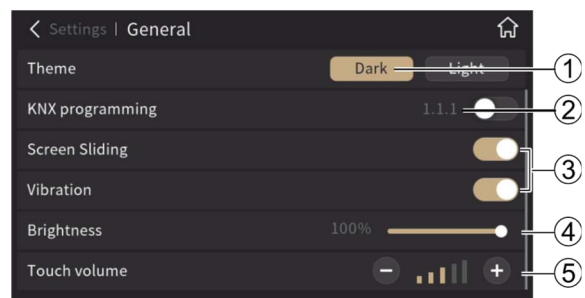 Settings | General
Theme Dark Light ①
KNX programming 1.1.1 ②
Screen Sliding
③
Vibration
Brightness 100% ④
Touch volume - + ⑤